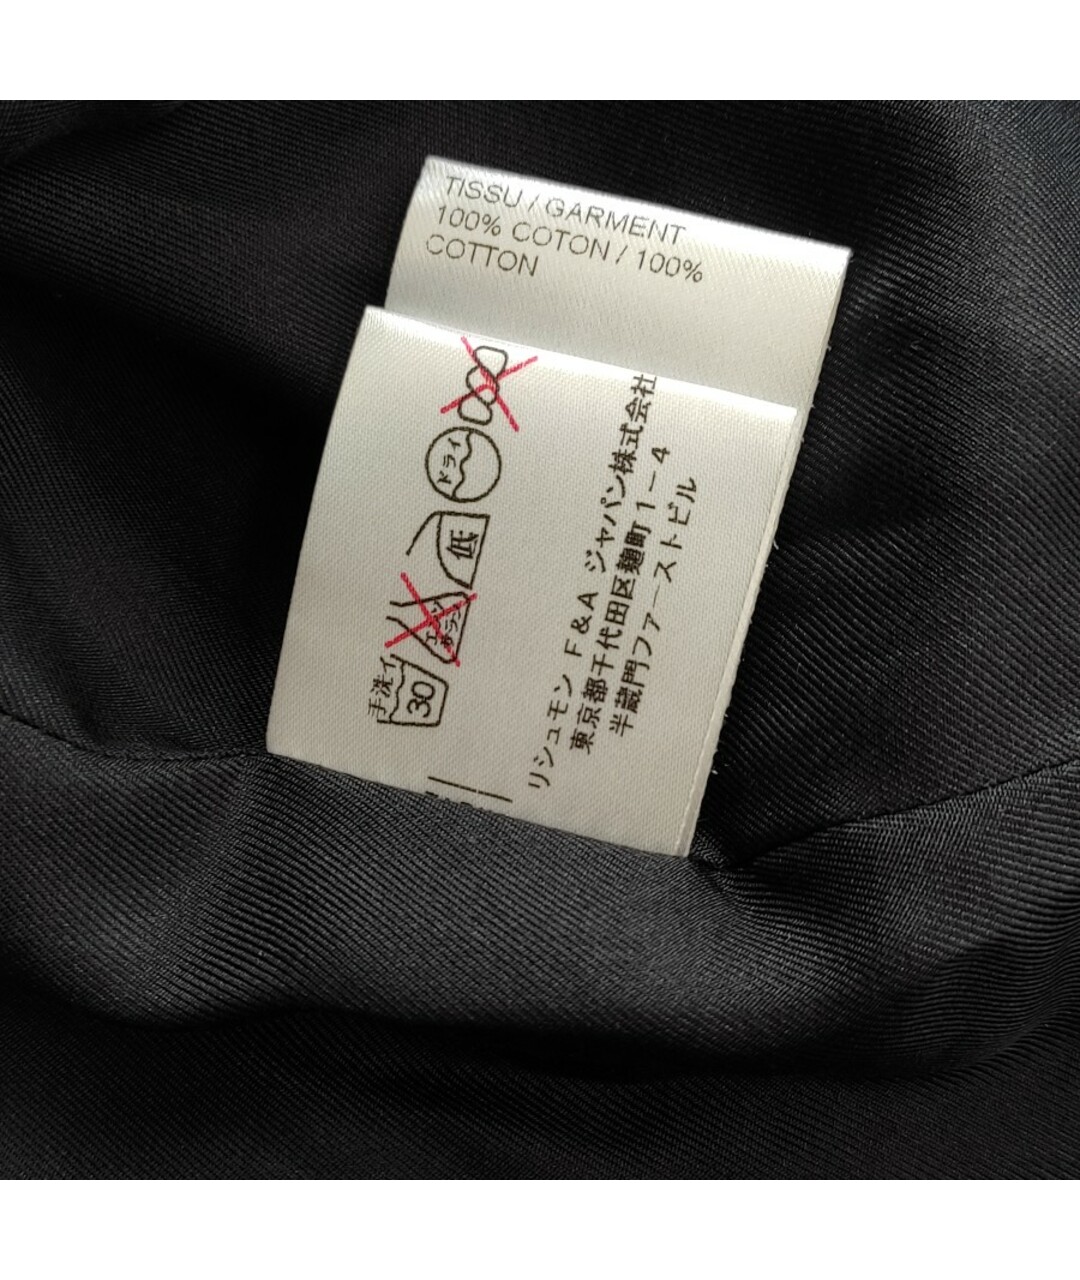 TISSU / GARMENT
100% COTON / 100%
COTTON
手洗イ
30
エンソ
サラシ
低
ドライ
リシュモン F&A ジャパン株式会社
東京都千代田区麹町1-4
半蔵門ファーストビル